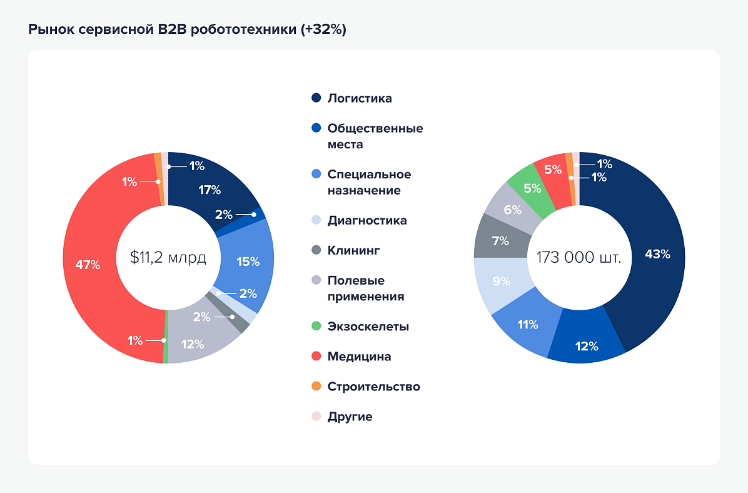 Рынок сервисной B2B робототехники (+32%)
1%
17%
2%
15%
2%
2%
12%
1%
47%
1%
$11,2 млрд
Логистика
Общественные
места
Специальное
назначение
Диагностика
Клининг
Полевые
применения
Экзоскелеты
Медицина
Строительство
Другие
1%
1%
43%
12%
11%
9%
7%
6%
5%
5%
173 000 шт.